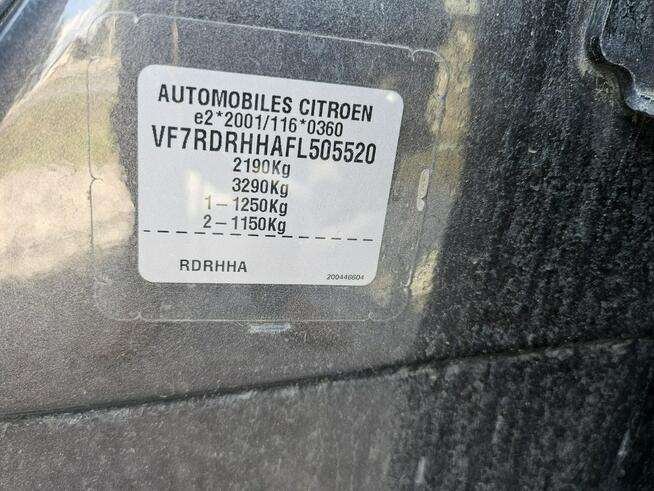 AUTOMOBILES CITROEN
e2*2001/116*0360
VF7RDRHHAFL505520
2190Kg
3290Kg
1-1250Kg
2-1150Kg
RDRHHA
200446604